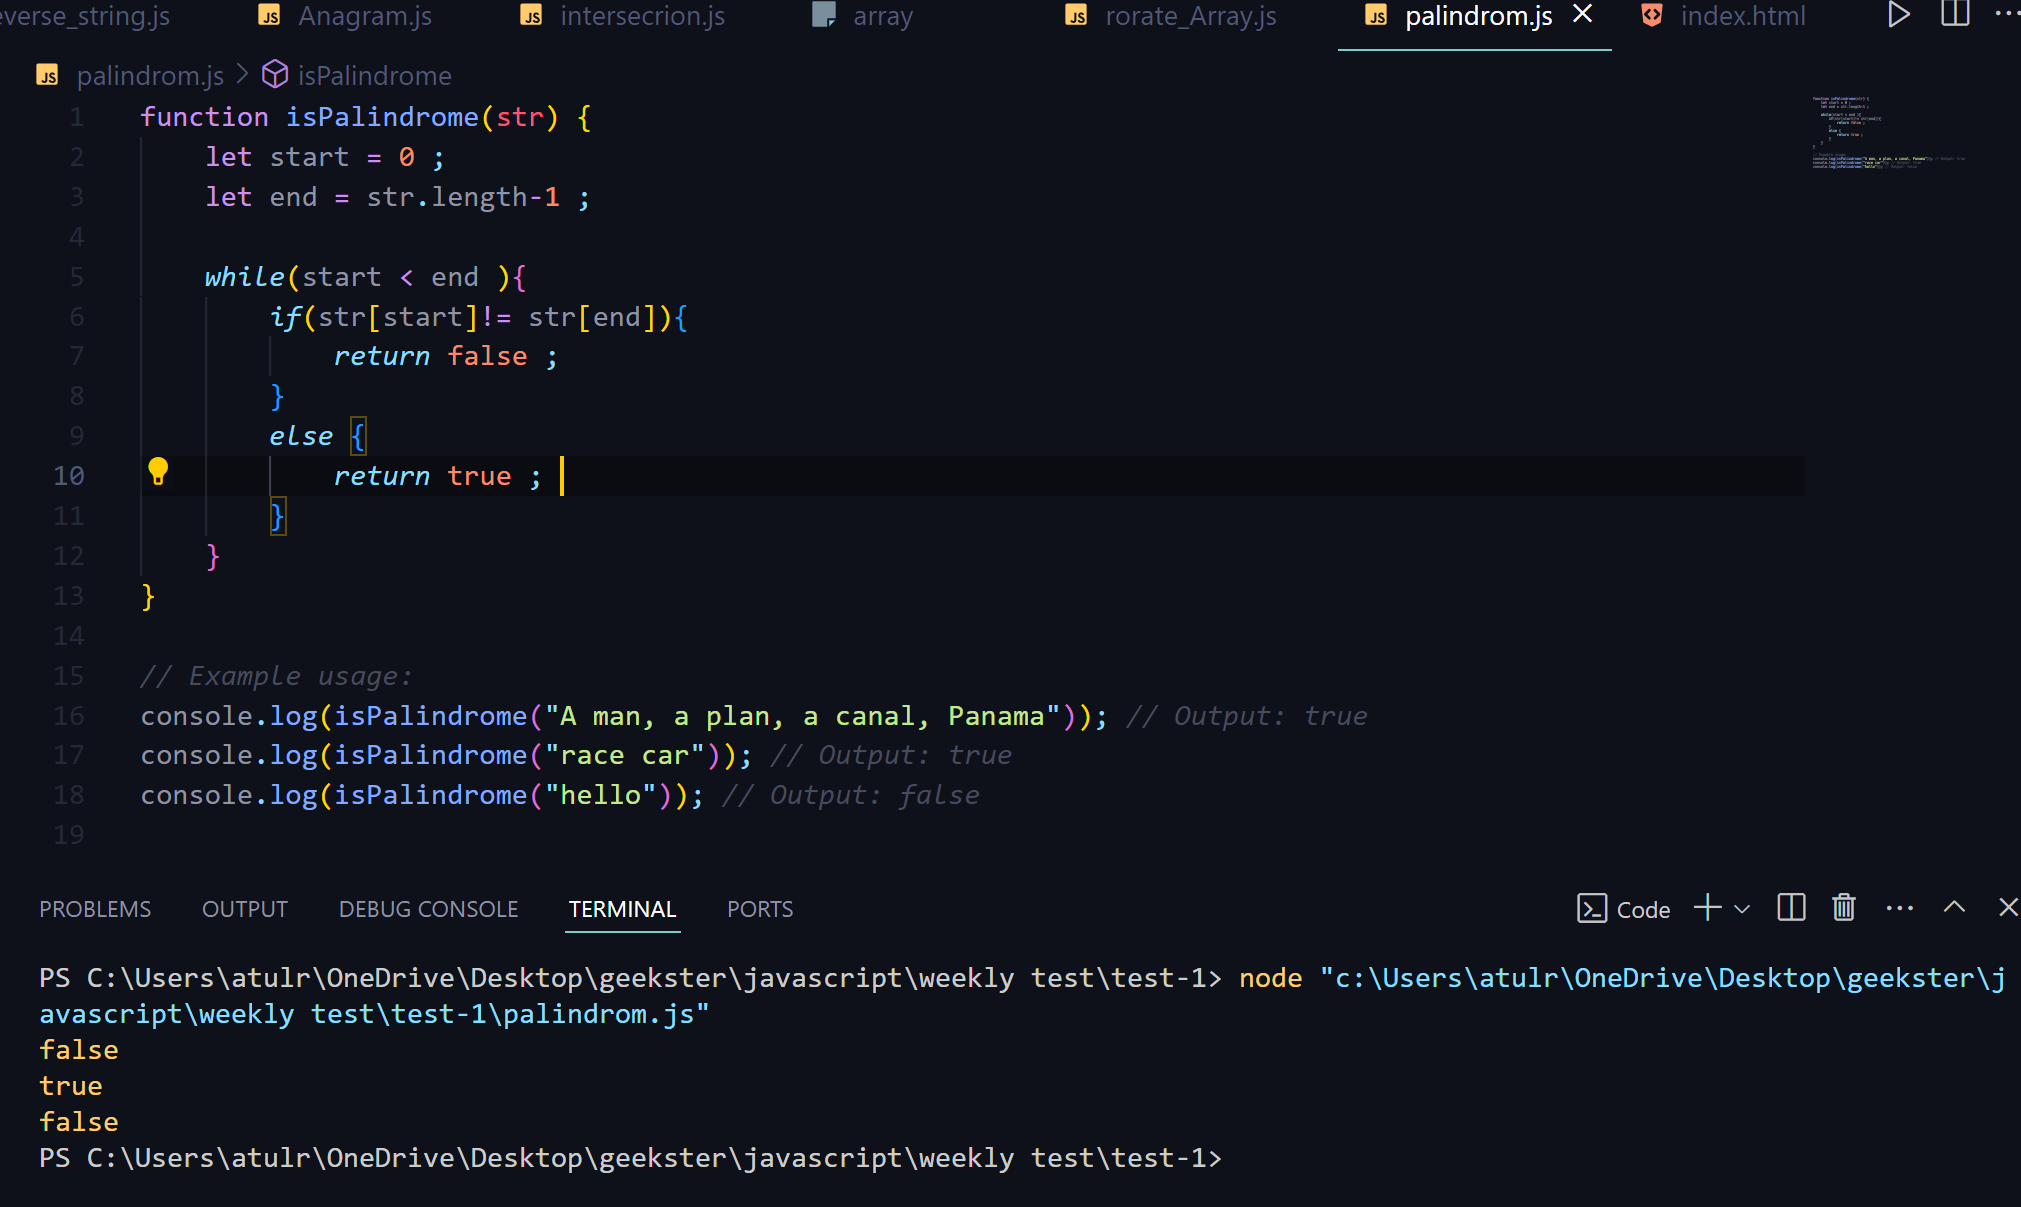 everse_string.js JS Anagram.js JS intersecrion.js array JS rorate_Array.js JS palindrom.js index.html
JS palindrom.js > isPalindrome
1 function isPalindrome(str) {
2 let start = 0 ;
3 let end = str.length-1 ;
4
5 while(start < end ){
6 if(str[start]!= str[end]){
7 return false ;
8 }
9 else {
10 return true ;
11 }
12 }
13 }
14
15 // Example usage:
16 console.log(isPalindrome("A man, a plan, a canal, Panama")); // Output: true
17 console.log(isPalindrome("race car")); // Output: true
18 console.log(isPalindrome("hello")); // Output: false
19
PROBLEMS OUTPUT DEBUG CONSOLE TERMINAL PORTS Code
PS C:\Users\atulr\OneDrive\Desktop\geekster\javascript\weekly test\test-1> node "c:\Users\atulr\OneDrive\Desktop\geekster\j
avascript\weekly test\test-1\palindrom.js"
false
true
false
PS C:\Users\atulr\OneDrive\Desktop\geekster\javascript\weekly test\test-1>